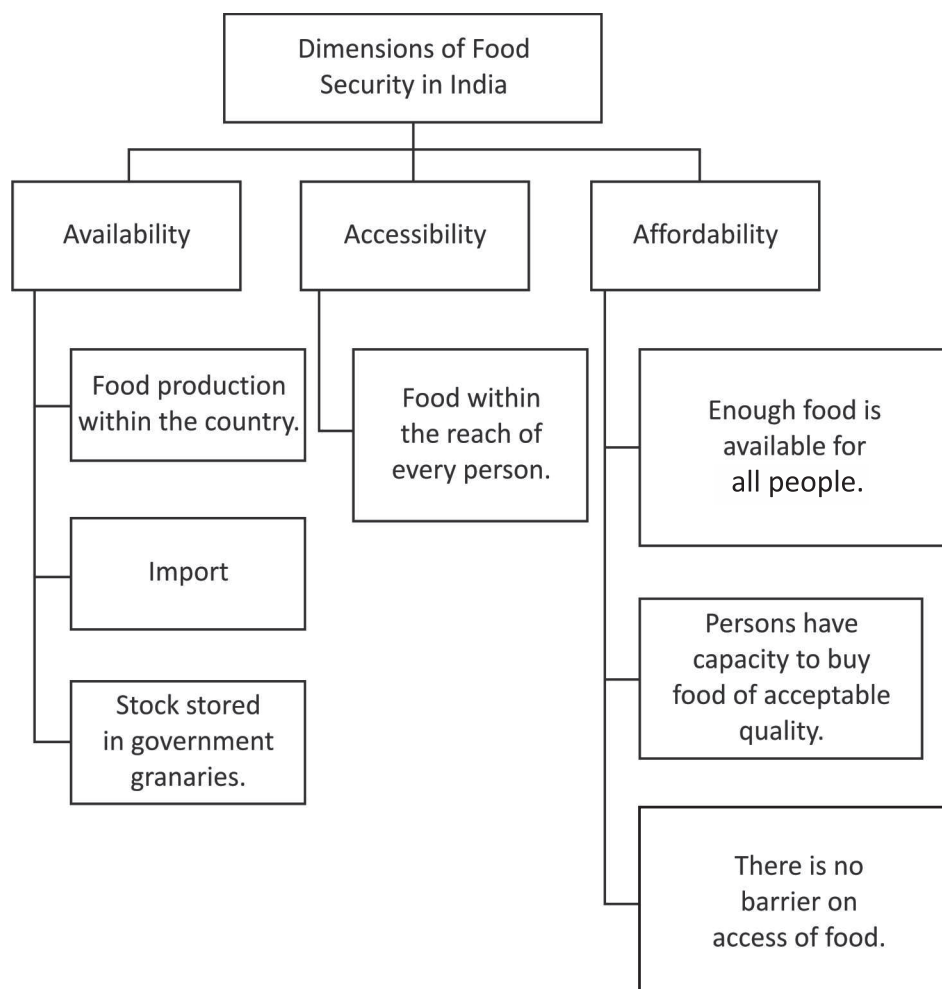 Dimensions of Food
Security in India
Availability
Accessibility
Affordability
Food production
within the country.
Import
Stock stored
in government
granaries.
Food within
the reach of
every person.
Enough food is
available for
all people.
Persons have
capacity to buy
food of acceptable
quality.
There is no
barrier on
access of food.